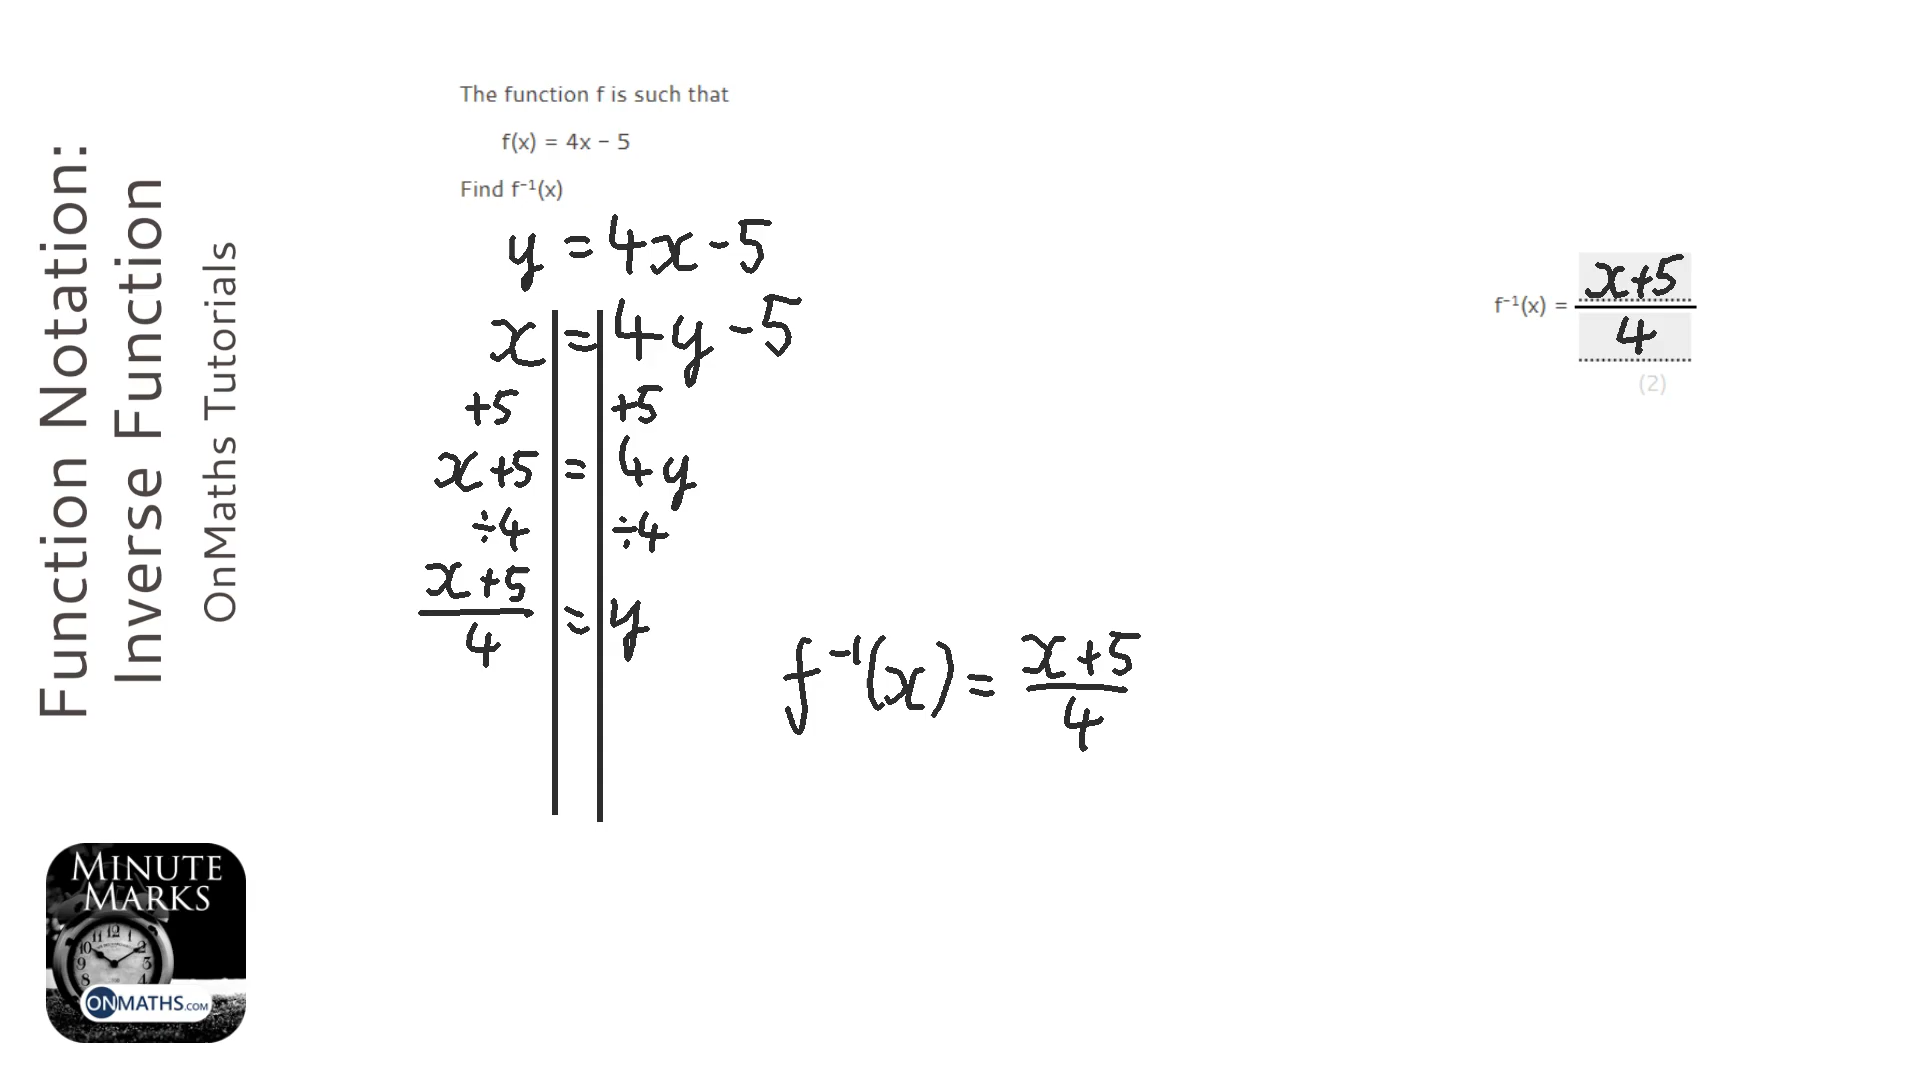 Function Notation:
Inverse Function
OnMaths Tutorials
The function f is such that
f(x) = 4x − 5
Find f⁻¹(x)
y = 4x - 5
x = 4y - 5
+5 +5
x + 5 = 4y
÷4 ÷4
x + 5
4
= y
f⁻¹(x) =
x + 5
4
f⁻¹(x) =
x+5
4
(2)
MINUTE
MARKS
ONMATHS.COM